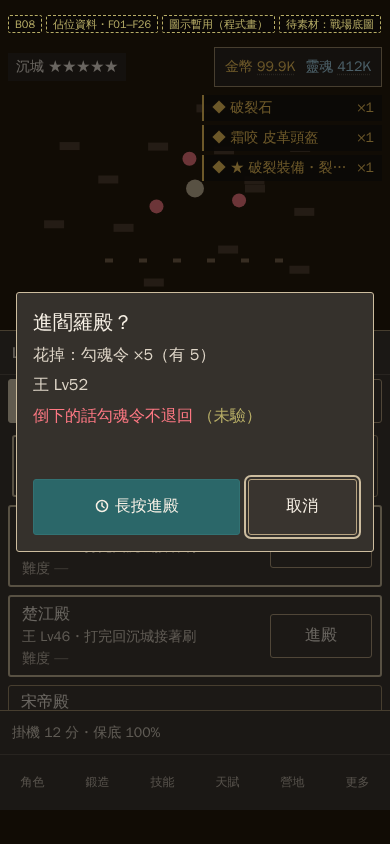 B08 佔位資料・F01–F26 圖示暫用（程式畫） 待素材：戰場底圖
沉城 ★★★★★
金幣 99.9K 靈魂 412K
◆ 破裂石 ×1
◆ 霜咬 皮革頭盔 ×1
◆ ★ 破裂裝備・裂… ×1
進閻羅殿？
花掉：勾魂令 ×5（有 5）
王 Lv52
倒下的話勾魂令不退回 （未驗）
長按進殿
取消
難度 —
楚江殿
王 Lv46・打完回沉城接著刷
難度 —
進殿
宋帝殿
掛機 12 分・保底 100%
角色 鍛造 技能 天賦 營地 更多